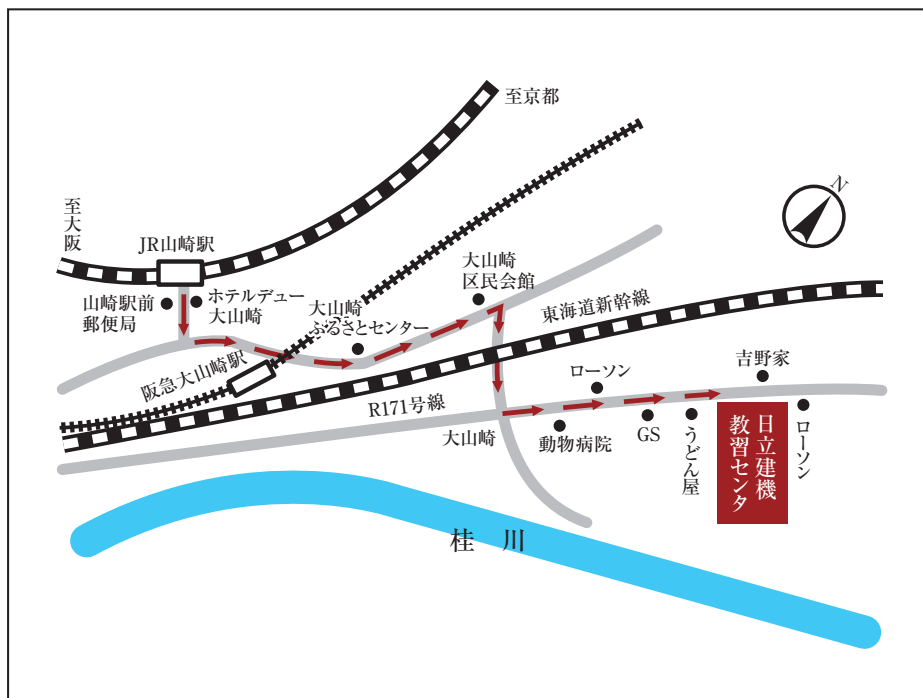 至京都
N
至大阪
JR山崎駅
大山崎
区民会館
山崎駅前
郵便局
ホテルデュー
大山崎
大山崎
ふるさとセンター
東海道新幹線
阪急大山崎駅
ローソン
吉野家
R171号線
大山崎
動物病院
GS
うどん屋
日立建機
教習センタ
ローソン
桂 川